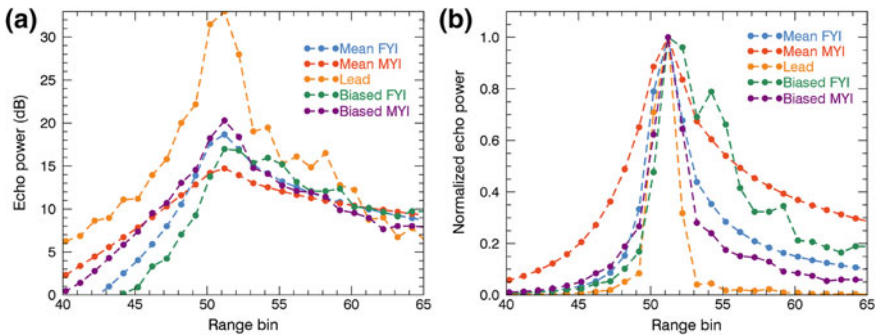 (a)
Echo power (dB)
30
25
20
15
10
5
0
Mean FYI
Mean MYI
Lead
Biased FYI
Biased MYI
40
45
50
55
60
65
Range bin
(b)
Normalized echo power
1.0
0.8
0.6
0.4
0.2
0.0
Mean FYI
Mean MYI
Lead
Biased FYI
Biased MYI
40
45
50
55
60
65
Range bin